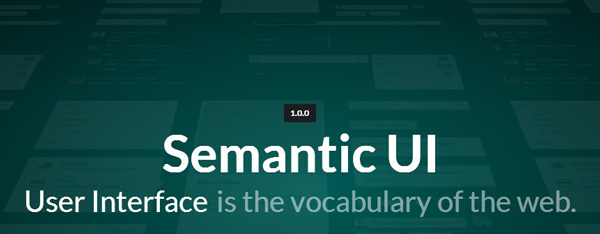 1.0.0
Semantic UI
User Interface is the vocabulary of the web.